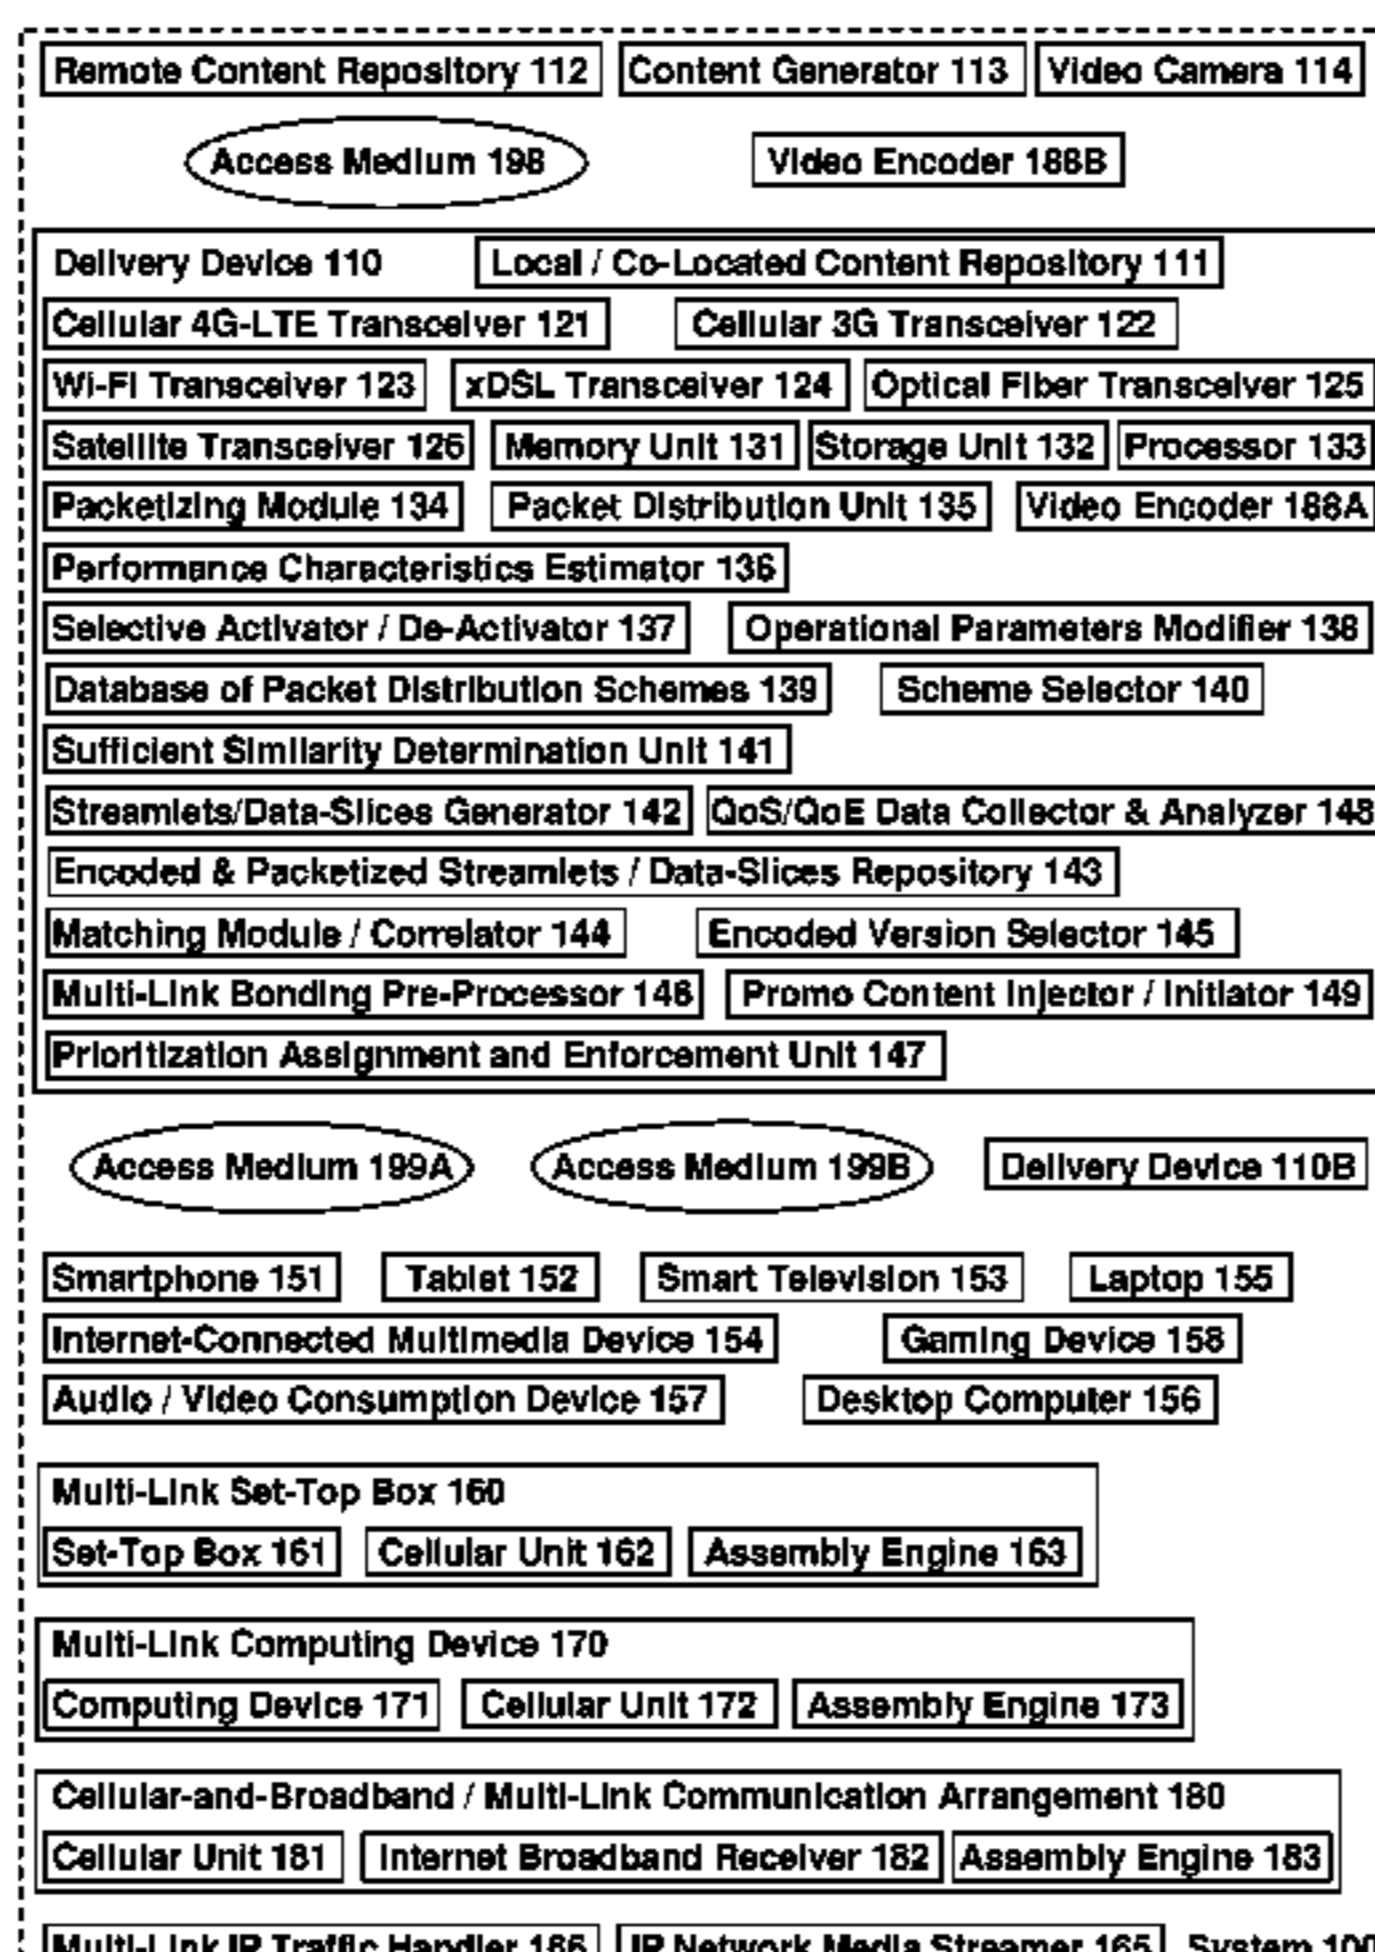 Remote Content Repository 112 Content Generator 113 Video Camera 114
Access Medium 198 Video Encoder 188B
Delivery Device 110 Local / Co-Located Content Repository 111
Cellular 4G-LTE Transceiver 121 Cellular 3G Transceiver 122
Wi-Fi Transceiver 123 xDSL Transceiver 124 Optical Fiber Transceiver 125
Satellite Transceiver 126 Memory Unit 131 Storage Unit 132 Processor 133
Packetizing Module 134 Packet Distribution Unit 135 Video Encoder 188A
Performance Characteristics Estimator 136
Selective Activator / De-Activator 137 Operational Parameters Modifier 138
Database of Packet Distribution Schemes 139 Scheme Selector 140
Sufficient Similarity Determination Unit 141
Streamlets/Data-Slices Generator 142 QoS/QoE Data Collector & Analyzer 148
Encoded & Packetized Streamlets / Data-Slices Repository 143
Matching Module / Correlator 144 Encoded Version Selector 145
Multi-Link Bonding Pre-Processor 146 Promo Content Injector / Initiator 149
Prioritization Assignment and Enforcement Unit 147
Access Medium 199A Access Medium 199B Delivery Device 110B
Smartphone 151 Tablet 152 Smart Television 153 Laptop 155
Internet-Connected Multimedia Device 154 Gaming Device 158
Audio / Video Consumption Device 157 Desktop Computer 156
Multi-Link Set-Top Box 160
Set-Top Box 161 Cellular Unit 162 Assembly Engine 163
Multi-Link Computing Device 170
Computing Device 171 Cellular Unit 172 Assembly Engine 173
Cellular-and-Broadband / Multi-Link Communication Arrangement 180
Cellular Unit 181 Internet Broadband Receiver 182 Assembly Engine 183
Multi-Link IP Traffic Handler 166 IP Network Media Streamer 165 System 100